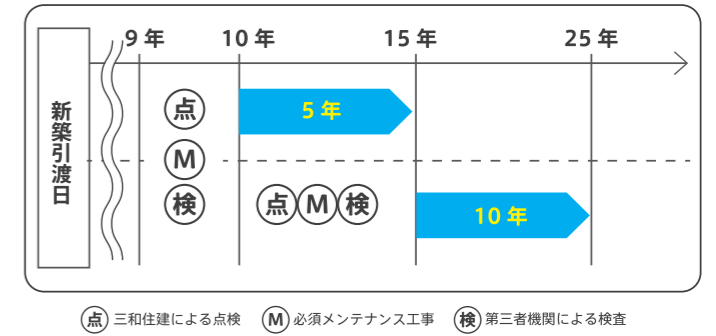 9 年 10 年 15 年 25 年
新築引渡日
点
5 年
M
検
点 M 検
10 年
点 三和住建による点検 M 必須メンテナンス工事 検 第三者機関による検査